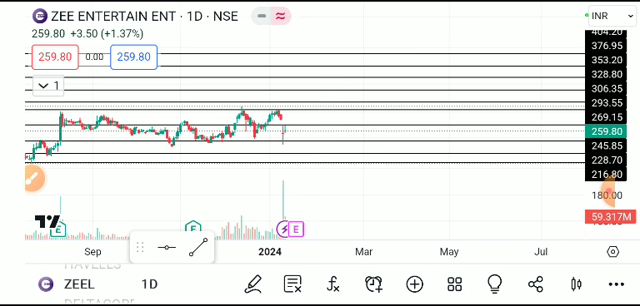 ZEE ENTERTAIN ENT · 1D · NSE
INR
259.80 +3.50 (+1.37%)
259.80 0.00 259.80
1
404.20
376.95
353.20
328.80
306.35
293.55
269.15
259.80
245.85
228.70
216.80
180.00
59.317M
E E E
Sep 2024 Mar May Jul
HAVELLS
ZEEL 1D
DELTACORP